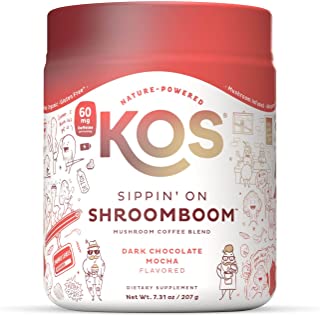 NATURE-POWERED
60
mg
KOS®
SIPPIN' ON
SHROOMBOOM™
MUSHROOM COFFEE BLEND
DARK CHOCOLATE
MOCHA
FLAVORED
DIETARY SUPPLEMENT
Net Wt. 7.31 oz / 207 g